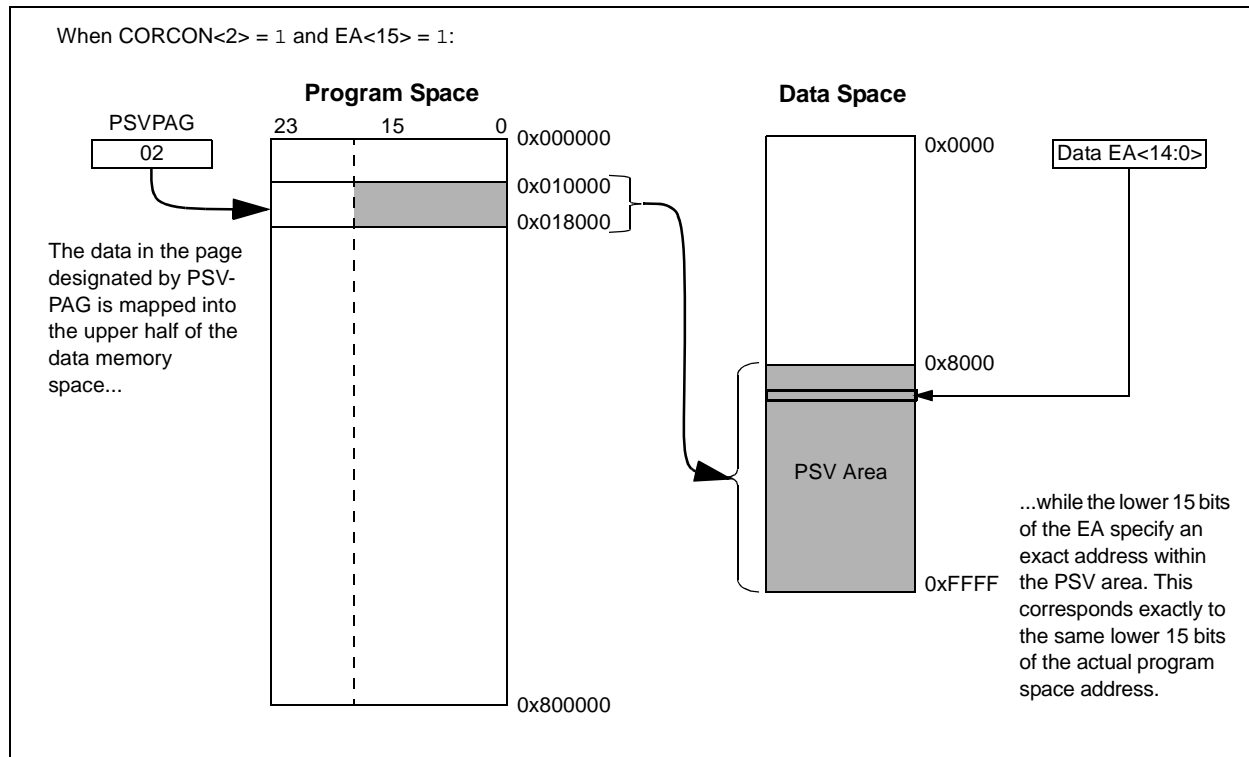 When CORCON<2> = 1 and EA<15> = 1:
Program Space
Data Space
PSVPAG
02
23
15
0
0x000000
0x010000
0x018000
0x800000
The data in the page
designated by PSV-
PAG is mapped into
the upper half of the
data memory
space...
0x0000
0x8000
0xFFFF
PSV Area
Data EA<14:0>
...while the lower 15 bits
of the EA specify an
exact address within
the PSV area. This
corresponds exactly to
the same lower 15 bits
of the actual program
space address.